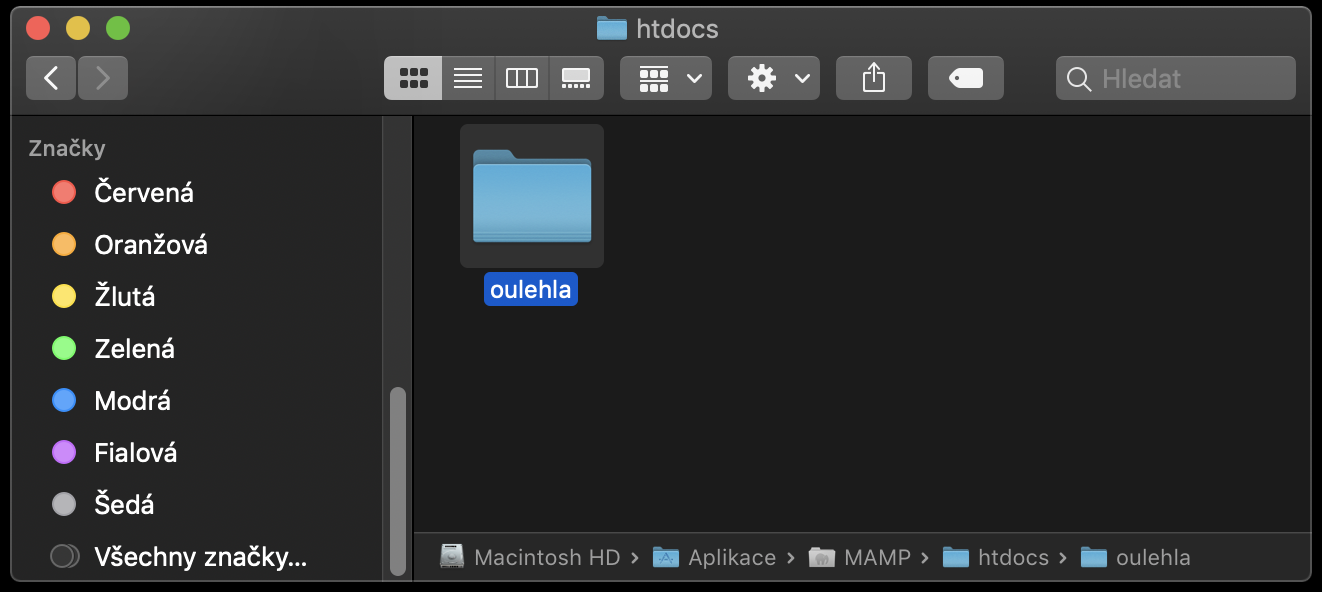 htdocs
Hledat
Značky
Červená
Oranžová
Žlutá
Zelená
Modrá
Fialová
Šedá
Všechny značky...
oulehla
Macintosh HD › Aplikace › MAMP › htdocs › oulehla